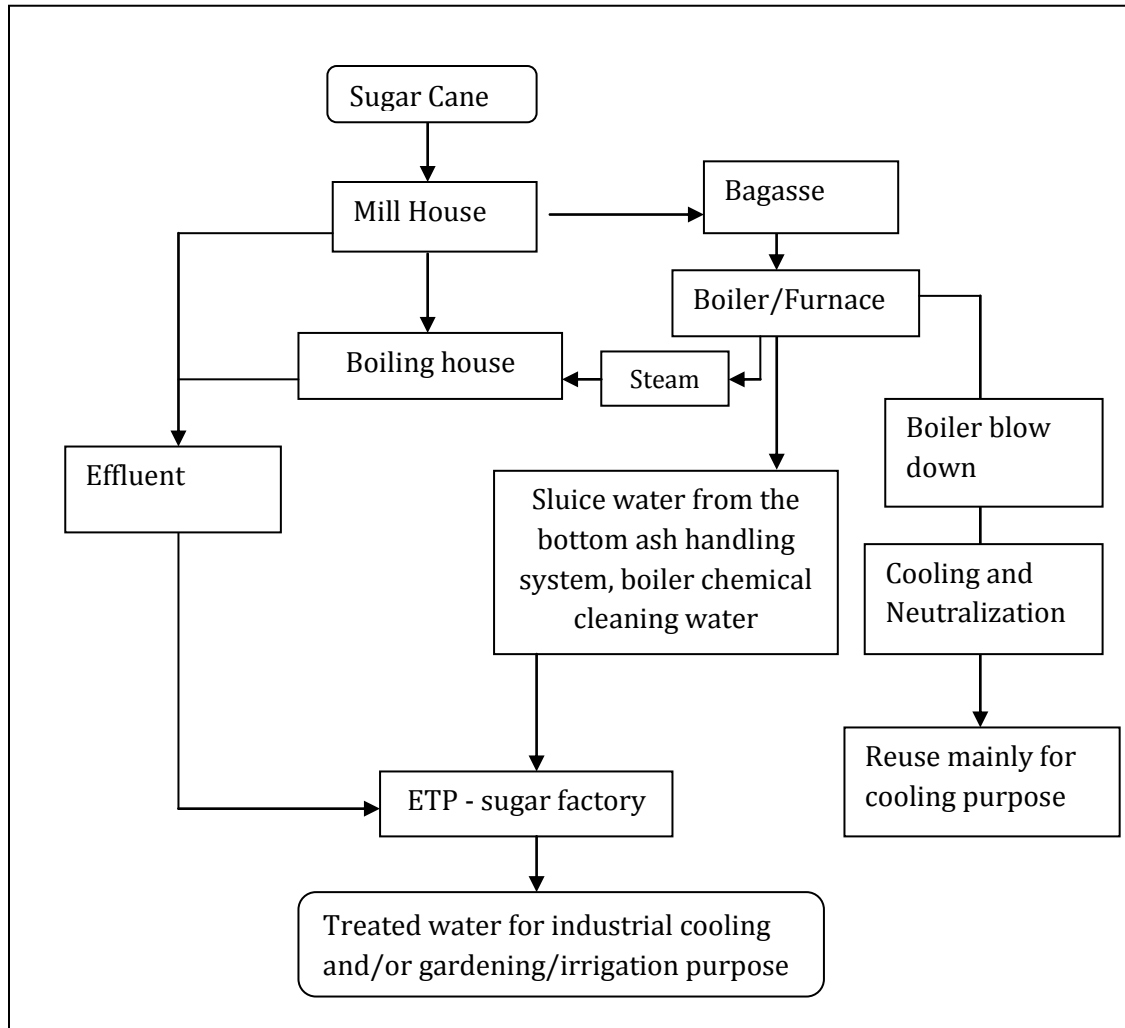 Sugar Cane
Mill House
Bagasse
Boiler/Furnace
Boiling house
Steam
Boiler blow
down
Effluent
Sluice water from the
bottom ash handling
system, boiler chemical
cleaning water
Cooling and
Neutralization
Reuse mainly for
cooling purpose
ETP - sugar factory
Treated water for industrial cooling
and/or gardening/irrigation purpose